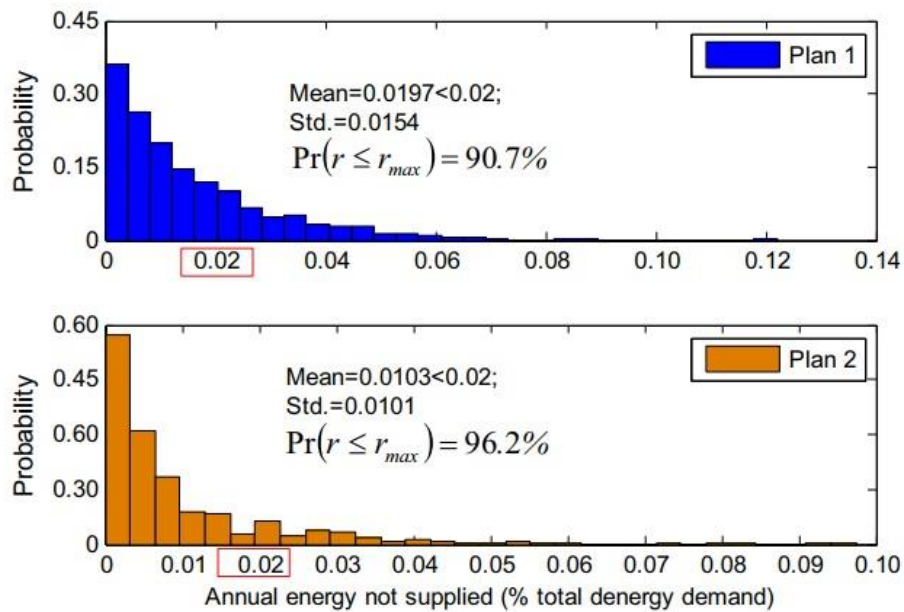 0.45
0.30
0.15
0
Probability
Plan 1
Mean=0.0197<0.02;
Std.=0.0154
Pr(r ≤ r_max) = 90.7%
0 0.02 0.04 0.06 0.08 0.10 0.12 0.14
0.60
0.45
0.60
0.30
0
Probability
Plan 2
Mean=0.0103<0.02;
Std.=0.0101
Pr(r ≤ r_max) = 96.2%
0 0.01 0.02 0.03 0.04 0.05 0.06 0.07 0.08 0.09 0.10
Annual energy not supplied (% total denergy demand)